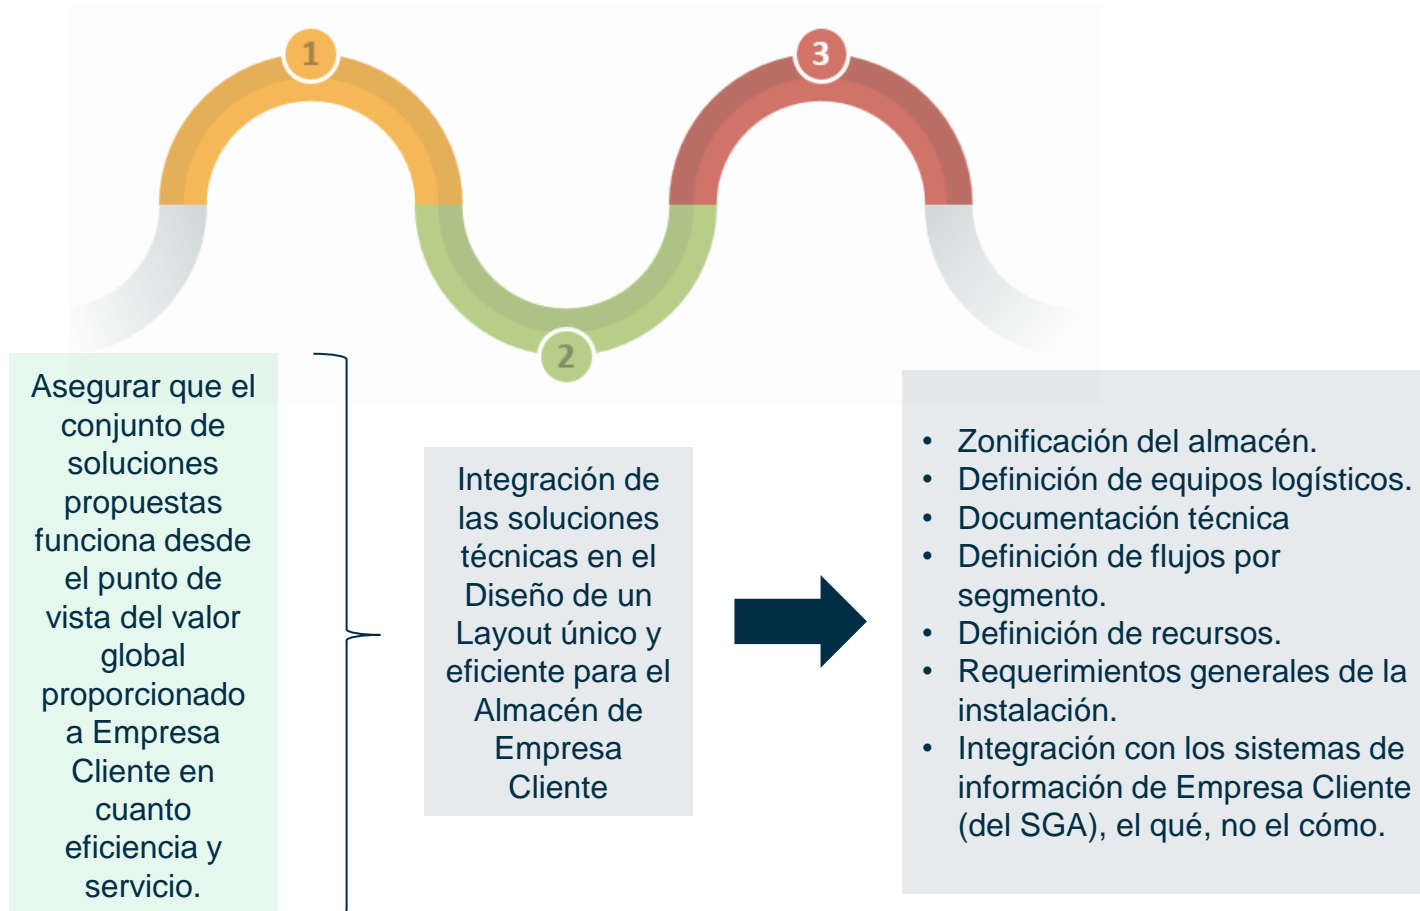 1
3
2
Asegurar que el
conjunto de
soluciones
propuestas
funciona desde
el punto de
vista del valor
global
proporcionado
a Empresa
Cliente en
cuanto
eficiencia y
servicio.
Integración de
las soluciones
técnicas en el
Diseño de un
Layout único y
eficiente para el
Almacén de
Empresa
Cliente
• Zonificación del almacén.
• Definición de equipos logísticos.
• Documentación técnica
• Definición de flujos por
segmento.
• Definición de recursos.
• Requerimientos generales de la
instalación.
• Integración con los sistemas de
información de Empresa Cliente
(del SGA), el qué, no el cómo.